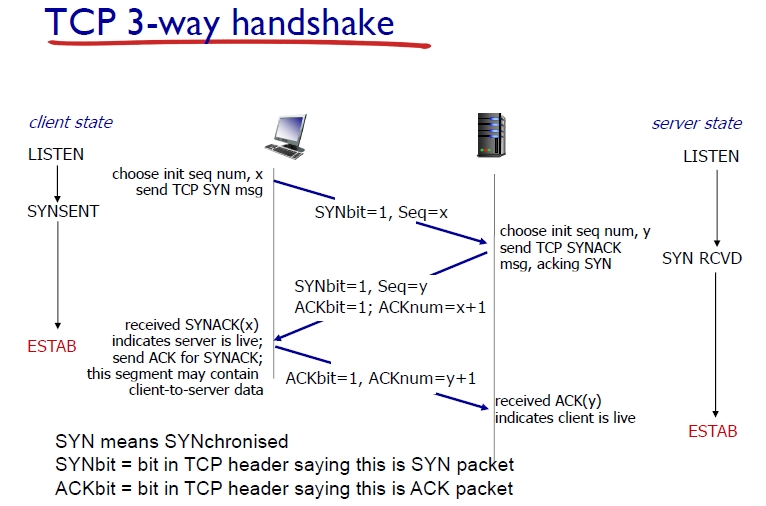 TCP 3-way handshake
client state
server state
LISTEN
LISTEN
choose init seq num, x
send TCP SYN msg
SYNSENT
SYNbit=1, Seq=x
choose init seq num, y
send TCP SYNACK
msg, acking SYN
SYN RCVD
SYNbit=1, Seq=y
ACKbit=1; ACKnum=x+1
received SYNACK(x)
indicates server is live;
send ACK for SYNACK;
this segment may contain
client-to-server data
ESTAB
ACKbit=1, ACKnum=y+1
received ACK(y)
indicates client is live
ESTAB
SYN means SYNchronised
SYNbit = bit in TCP header saying this is SYN packet
ACKbit = bit in TCP header saying this is ACK packet